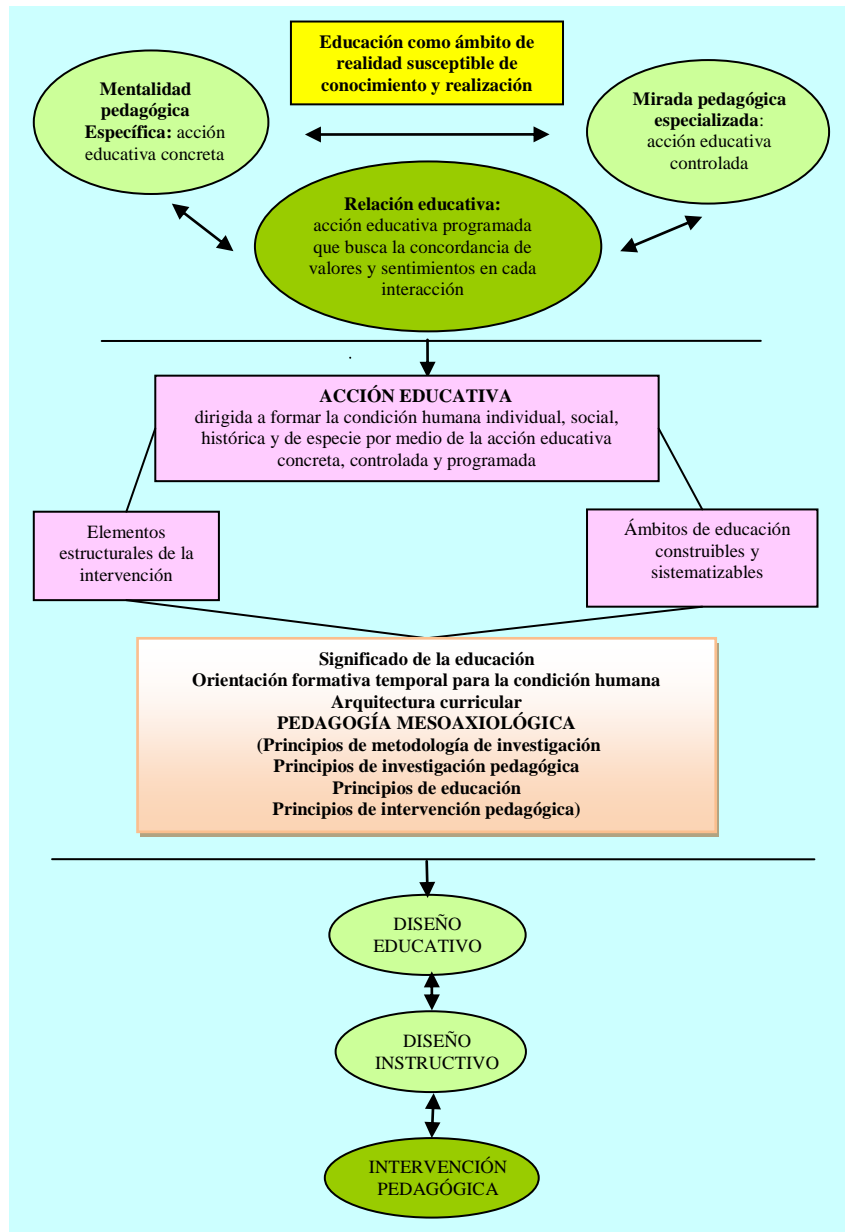 Educación como ámbito de
realidad susceptible de
conocimiento y realización
Mentalidad
pedagógica
Específica: acción
educativa concreta
Mirada pedagógica
especializada:
acción educativa
controlada
Relación educativa:
acción educativa programada
que busca la concordancia de
valores y sentimientos en cada
interacción
ACCIÓN EDUCATIVA
dirigida a formar la condición humana individual, social,
histórica y de especie por medio de la acción educativa
concreta, controlada y programada
Elementos
estructurales de la
intervención
Ámbitos de educación
construibles y
sistematizables
Significado de la educación
Orientación formativa temporal para la condición humana
Arquitectura curricular
PEDAGOGÍA MESOAXIOLÓGICA
(Principios de metodología de investigación
Principios de investigación pedagógica
Principios de educación
Principios de intervención pedagógica)
DISEÑO
EDUCATIVO
DISEÑO
INSTRUCTIVO
INTERVENCIÓN
PEDAGÓGICA